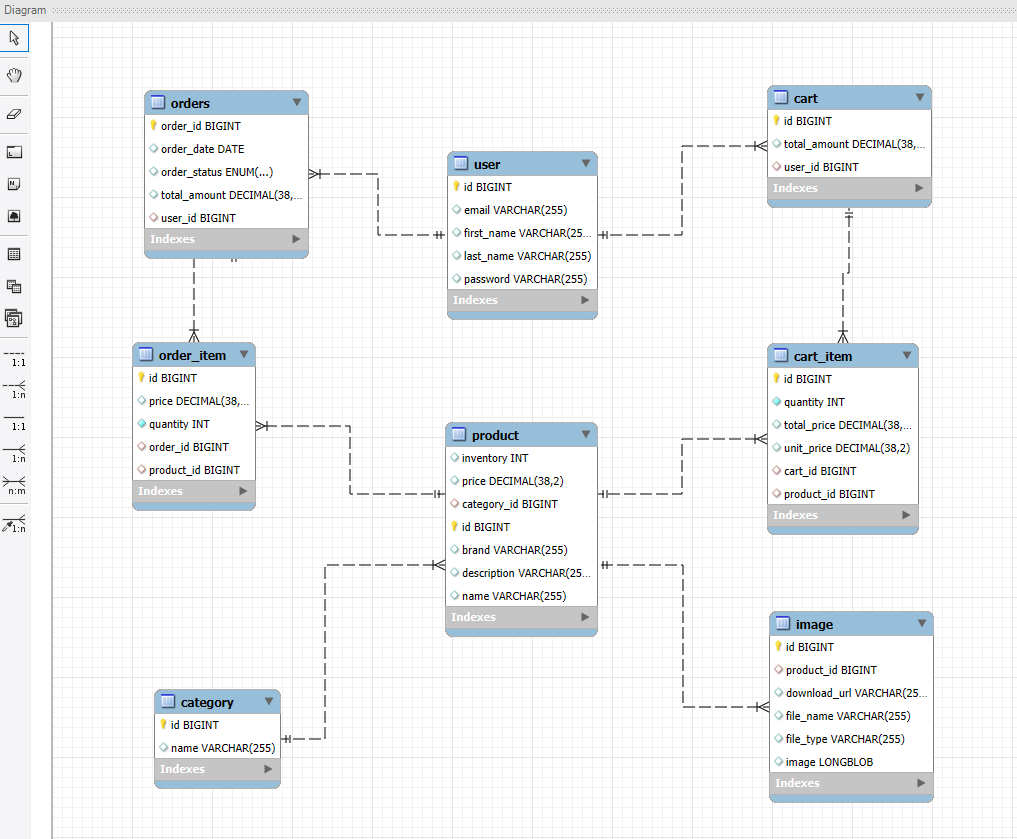 Diagram
orders
order_id BIGINT
order_date DATE
order_status ENUM(...)
total_amount DECIMAL(38,...
user_id BIGINT
Indexes
user
id BIGINT
email VARCHAR(255)
first_name VARCHAR(25...
last_name VARCHAR(255)
password VARCHAR(255)
Indexes
cart
id BIGINT
total_amount DECIMAL(38,...
user_id BIGINT
Indexes
order_item
id BIGINT
price DECIMAL(38,...
quantity INT
order_id BIGINT
product_id BIGINT
Indexes
product
inventory INT
price DECIMAL(38,2)
category_id BIGINT
id BIGINT
brand VARCHAR(255)
description VARCHAR(25...
name VARCHAR(255)
Indexes
cart_item
id BIGINT
quantity INT
total_price DECIMAL(38,...
unit_price DECIMAL(38,2)
cart_id BIGINT
product_id BIGINT
Indexes
category
id BIGINT
name VARCHAR(255)
Indexes
image
id BIGINT
product_id BIGINT
download_url VARCHAR(25...
file_name VARCHAR(255)
file_type VARCHAR(255)
image LONGBLOB
Indexes
1:1
1:n
1:1
1:n
n:m
1:n